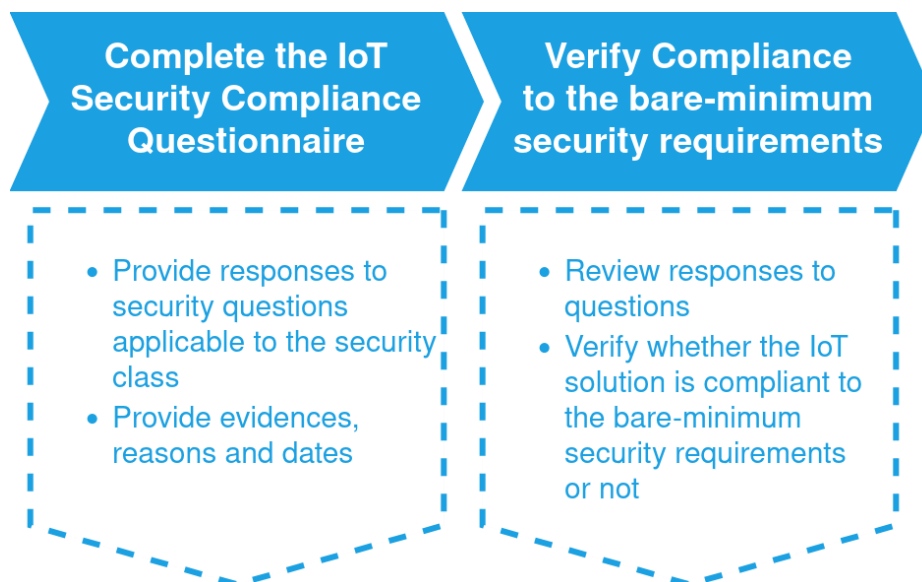 Complete the IoT
Security Compliance
Questionnaire
• Provide responses to
security questions
applicable to the security
class
• Provide evidences,
reasons and dates
Verify Compliance
to the bare-minimum
security requirements
• Review responses to
questions
• Verify whether the IoT
solution is compliant to
the bare-minimum
security requirements
or not